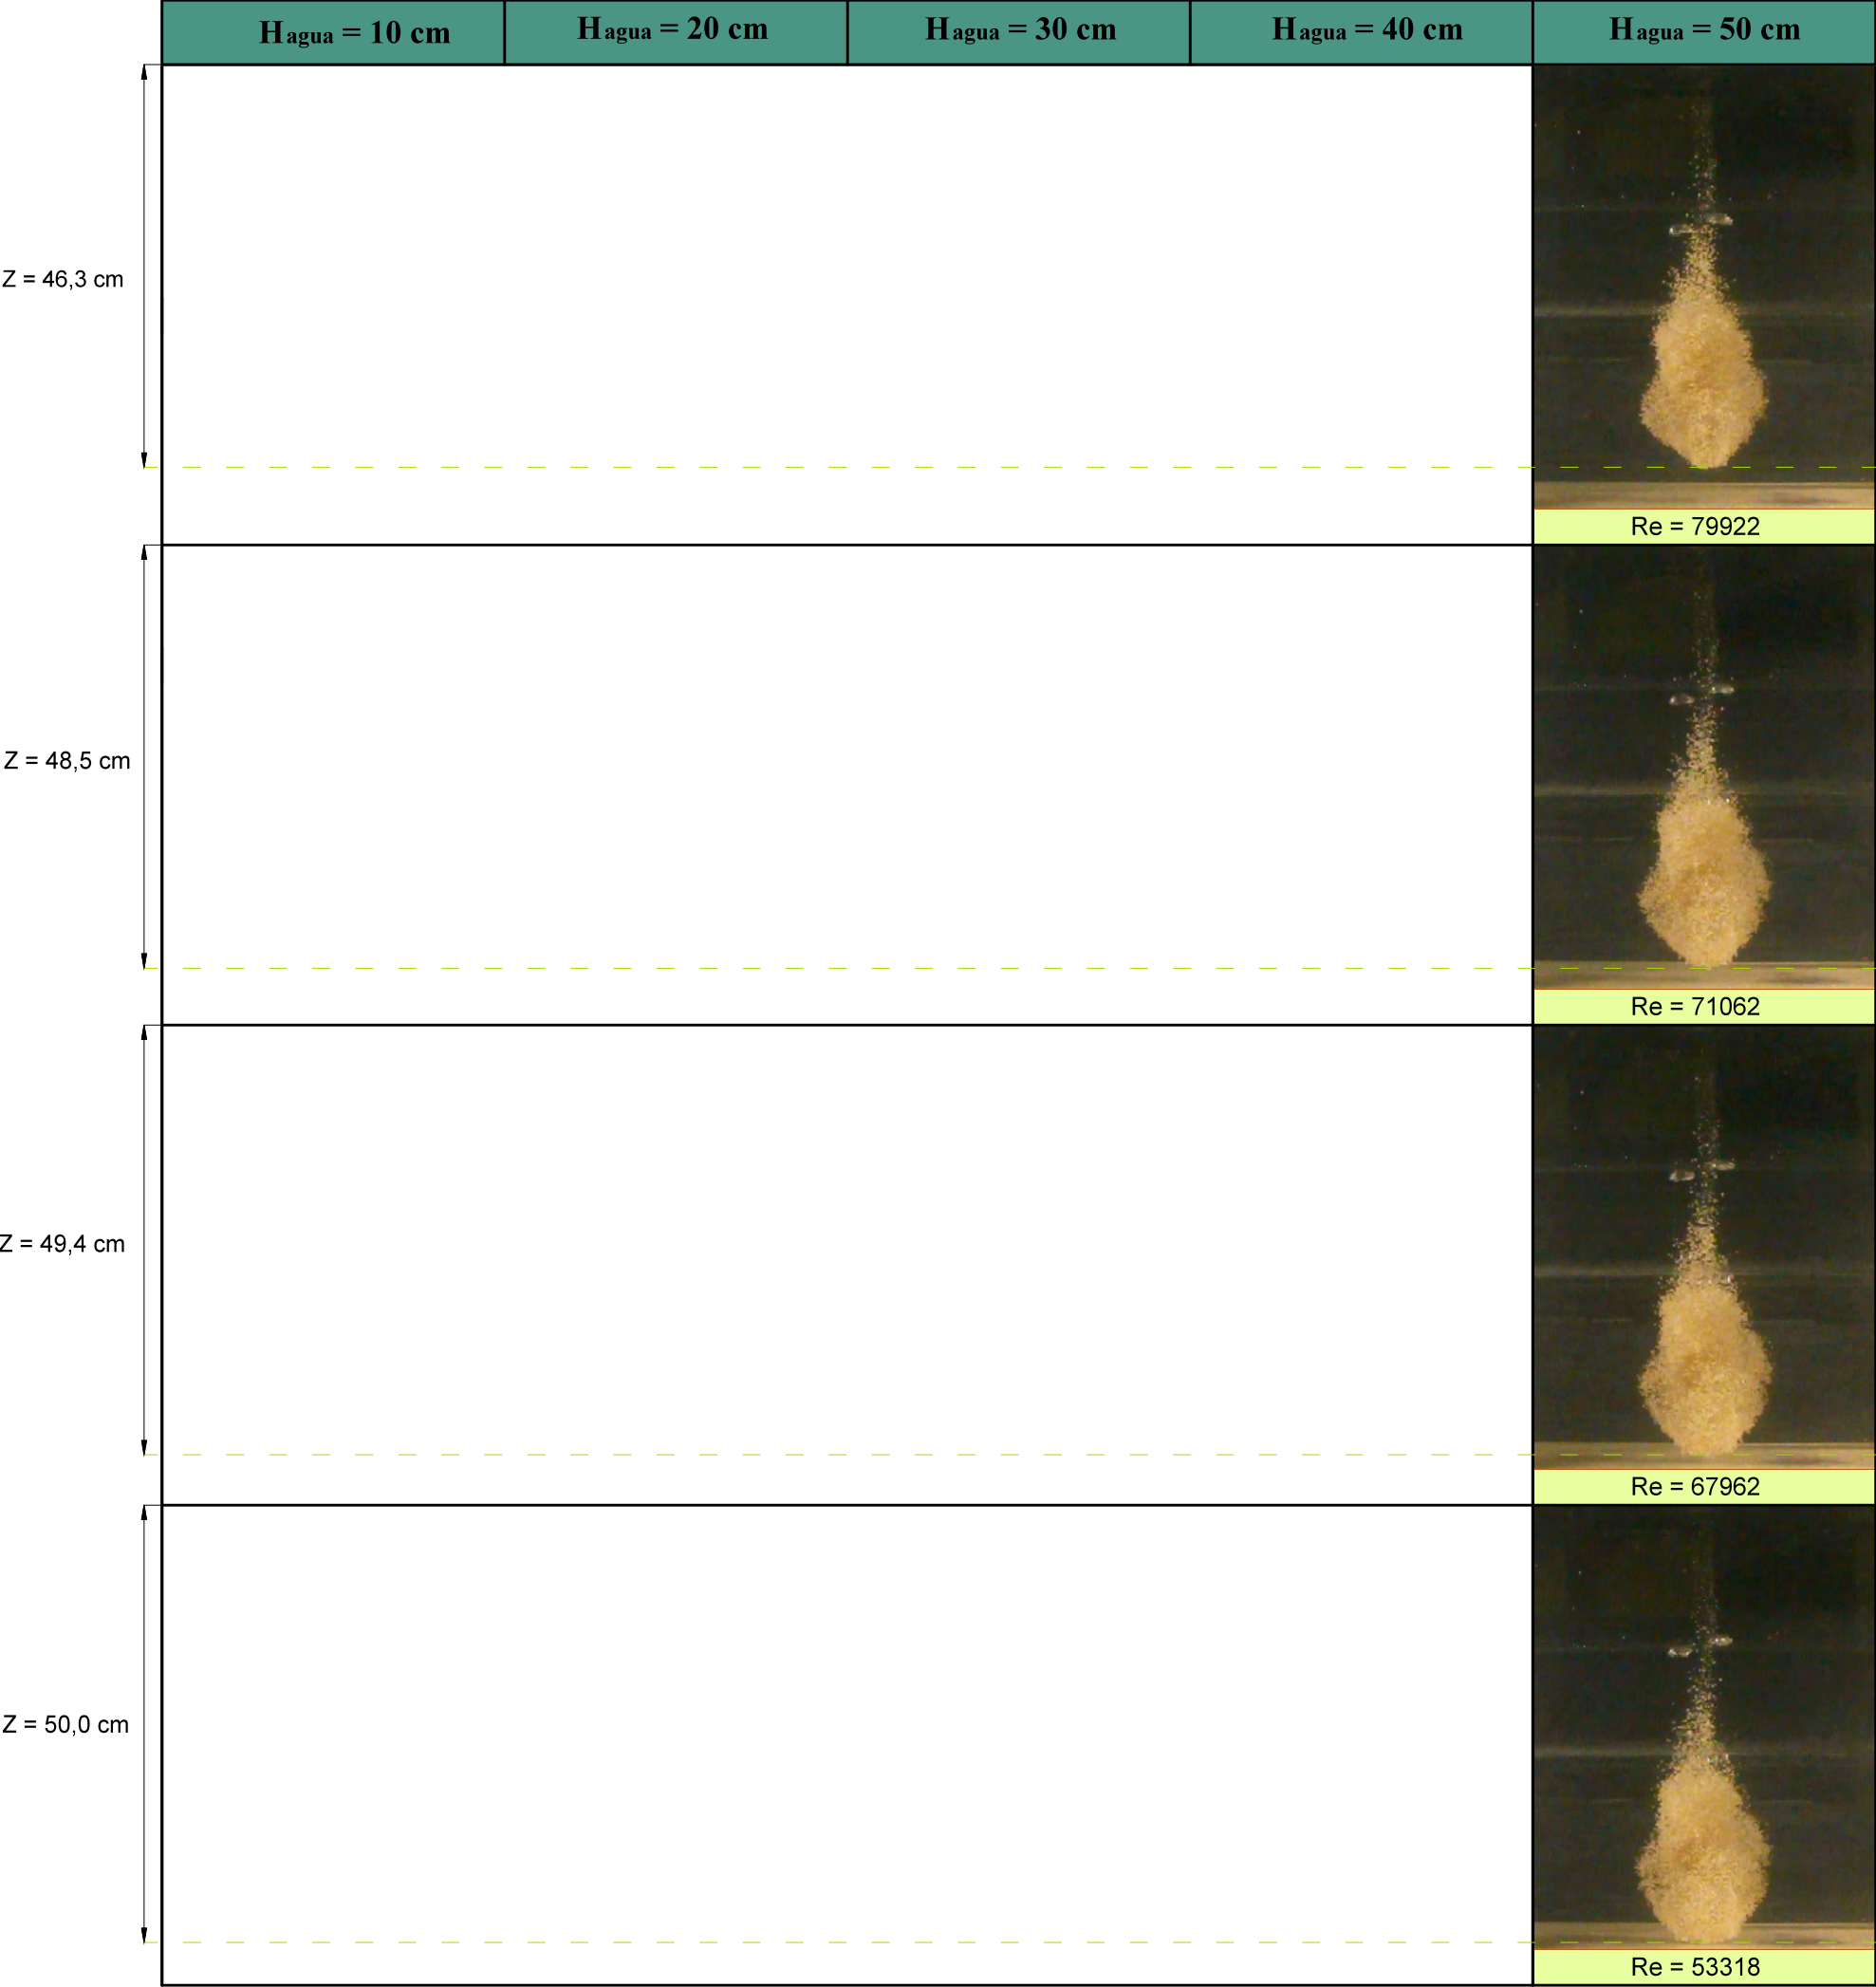 Hagua = 10 cm
Hagua = 20 cm
Hagua = 30 cm
Hagua = 40 cm
Hagua = 50 cm
Z = 46,3 cm
Re = 79922
Z = 48,5 cm
Re = 71062
Z = 49,4 cm
Re = 67962
Z = 50,0 cm
Re = 53318